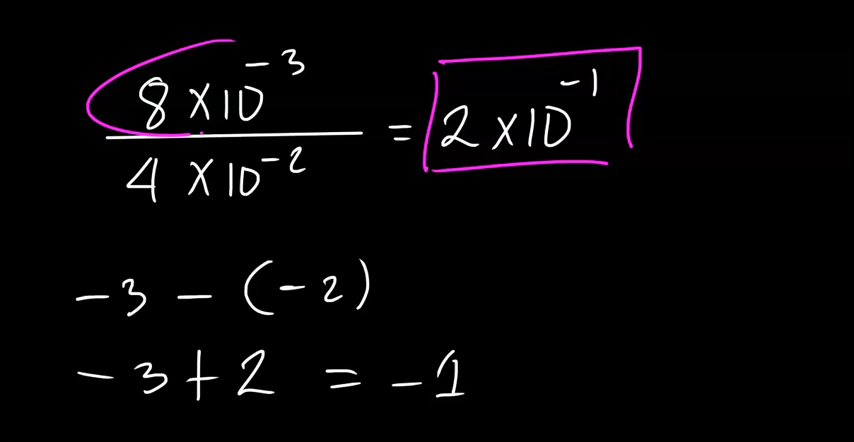 8 ×10⁻³
4 ×10⁻² = 2 ×10⁻¹
-3 - (-2)
-3+2 = -1